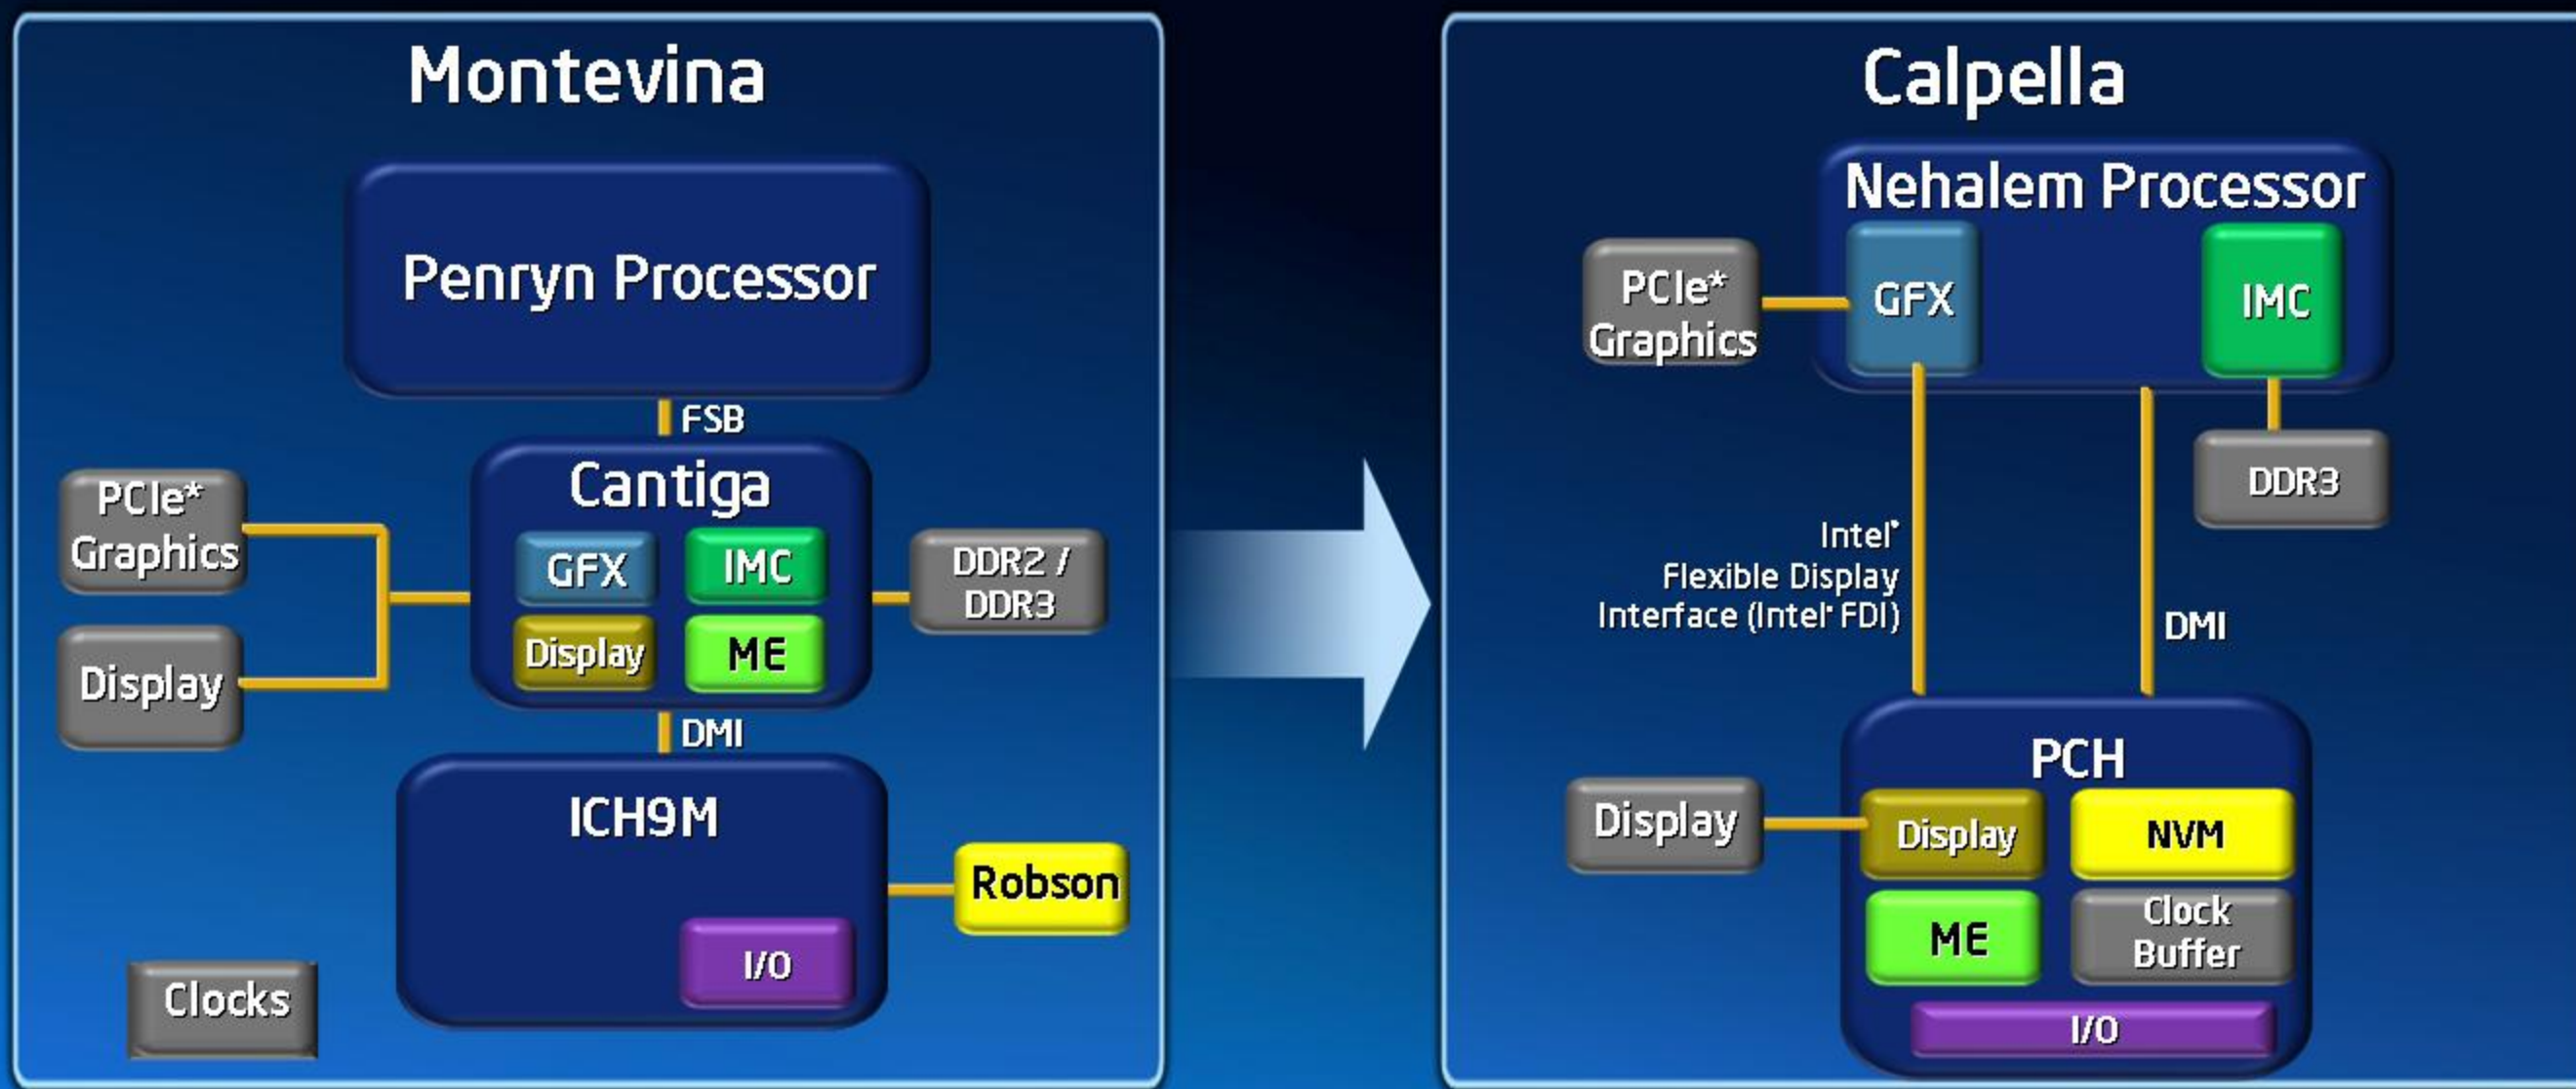 Montevina
Penryn Processor
FSB
Cantiga
PCIe*
Graphics
GFX
IMC
DDR2 /
DDR3
Display
Display
ME
DMI
ICH9M
Robson
I/O
Clocks
Calpella
Nehalem Processor
PCIe*
Graphics
GFX
IMC
DDR3
Intel®
Flexible Display
Interface (Intel® FDI)
DMI
PCH
Display
Display
NVM
ME
Clock
Buffer
I/O